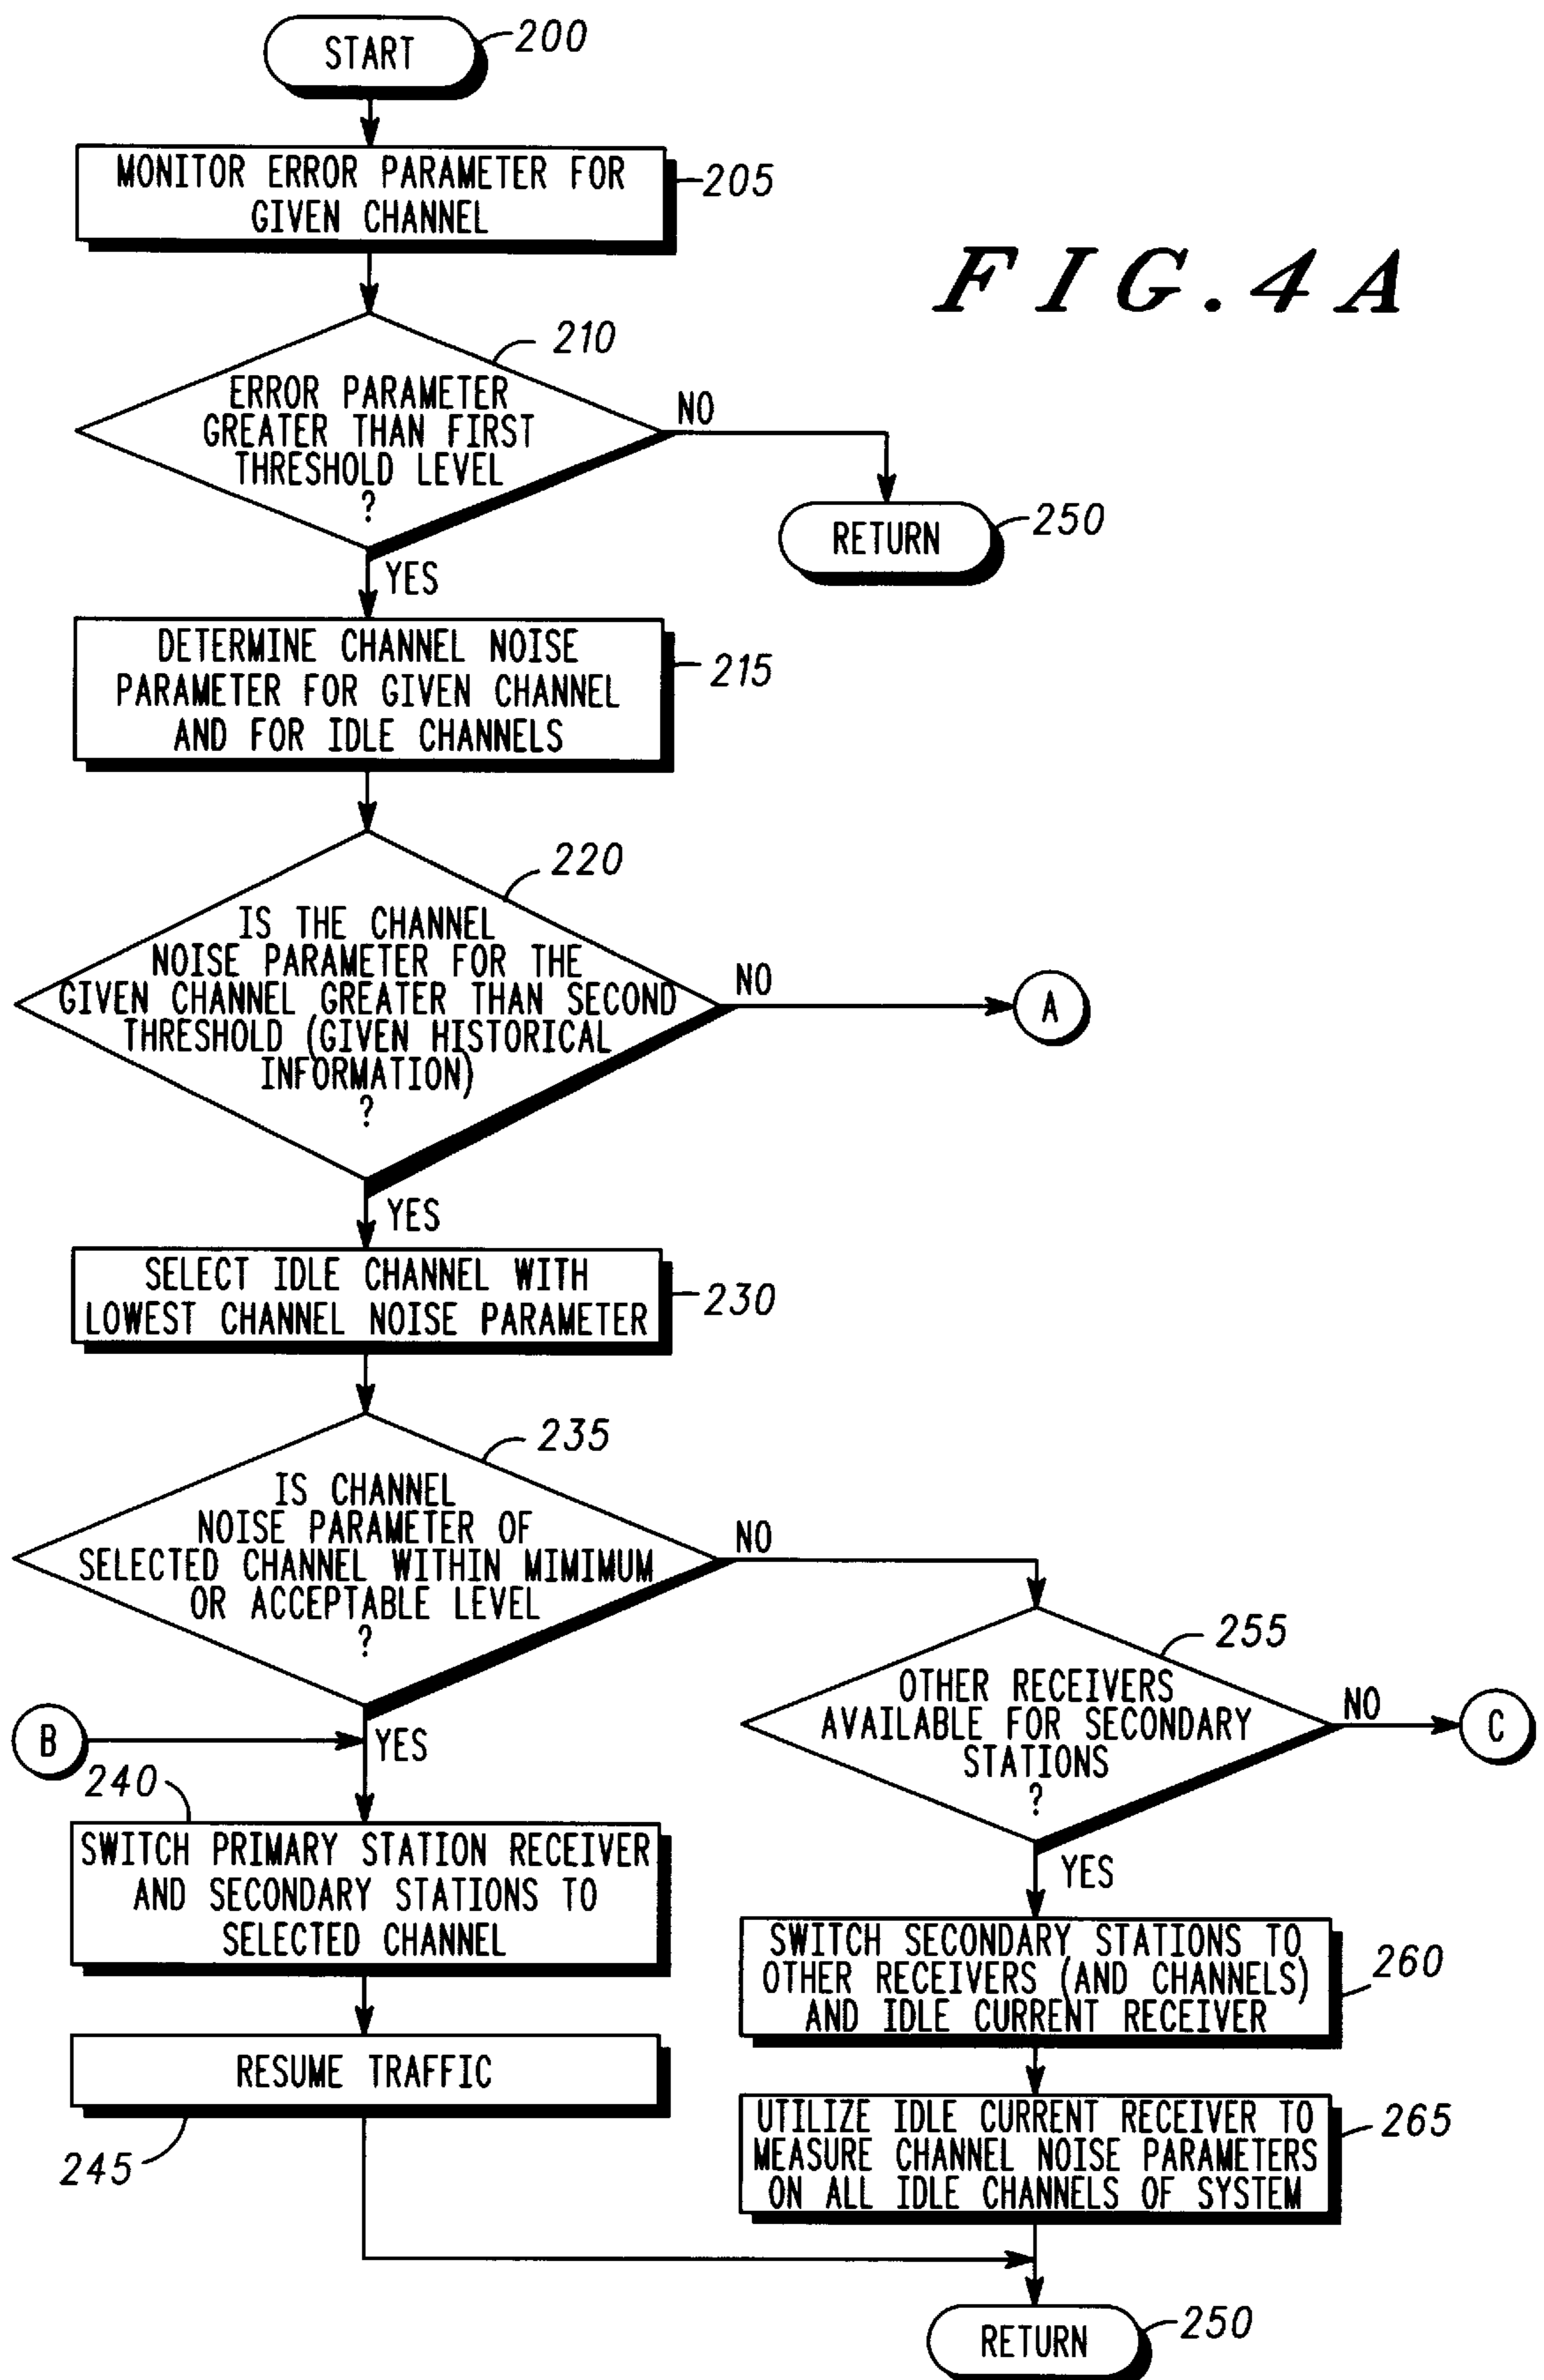 START
200
MONITOR ERROR PARAMETER FOR
GIVEN CHANNEL
205
FIG.4A
210
ERROR PARAMETER
GREATER THAN FIRST
THRESHOLD LEVEL
?
NO
RETURN
250
YES
DETERMINE CHANNEL NOISE
PARAMETER FOR GIVEN CHANNEL
AND FOR IDLE CHANNELS
215
220
IS THE CHANNEL
NOISE PARAMETER FOR THE
GIVEN CHANNEL GREATER THAN SECOND
THRESHOLD (GIVEN HISTORICAL
INFORMATION)
?
NO
A
YES
SELECT IDLE CHANNEL WITH
LOWEST CHANNEL NOISE PARAMETER
230
235
IS CHANNEL
NOISE PARAMETER OF
SELECTED CHANNEL WITHIN MIMIMUM
OR ACCEPTABLE LEVEL
?
NO
255
OTHER RECEIVERS
AVAILABLE FOR SECONDARY
STATIONS
?
NO
C
B
YES
240
SWITCH PRIMARY STATION RECEIVER
AND SECONDARY STATIONS TO
SELECTED CHANNEL
YES
SWITCH SECONDARY STATIONS TO
OTHER RECEIVERS (AND CHANNELS)
AND IDLE CURRENT RECEIVER
260
RESUME TRAFFIC
245
UTILIZE IDLE CURRENT RECEIVER TO
MEASURE CHANNEL NOISE PARAMETERS
ON ALL IDLE CHANNELS OF SYSTEM
265
RETURN
250